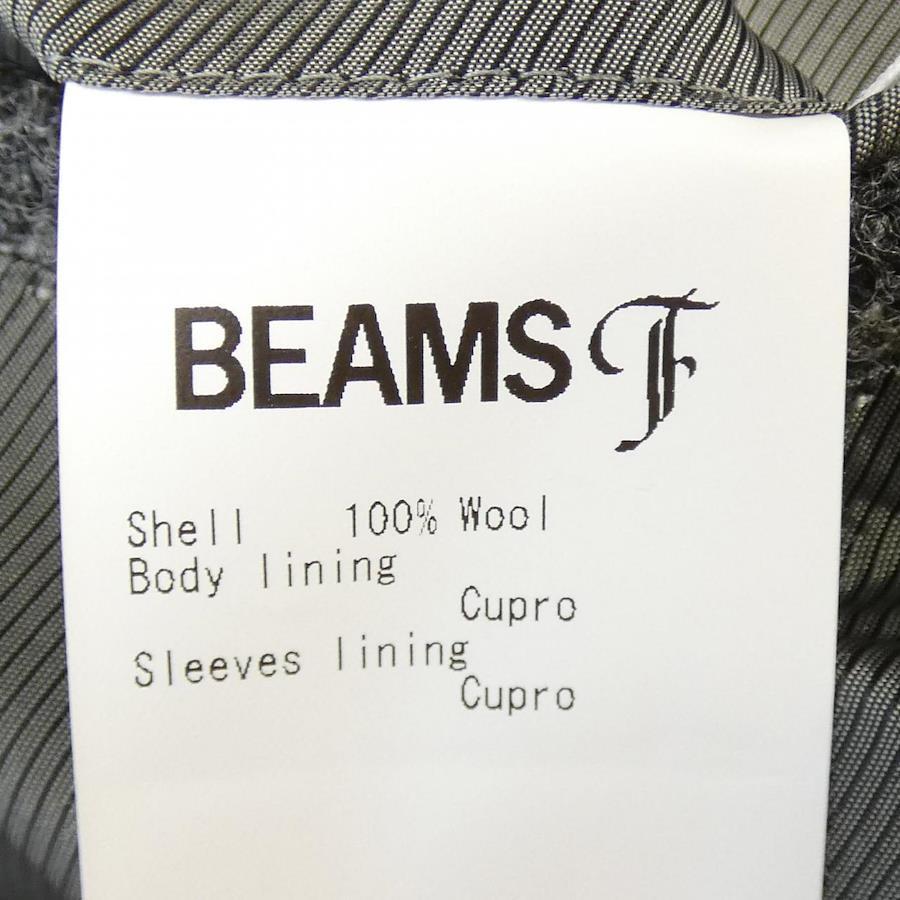 BEAMS F
Shell 100% Wool
Body lining
Cupro
Sleeves lining
Cupro